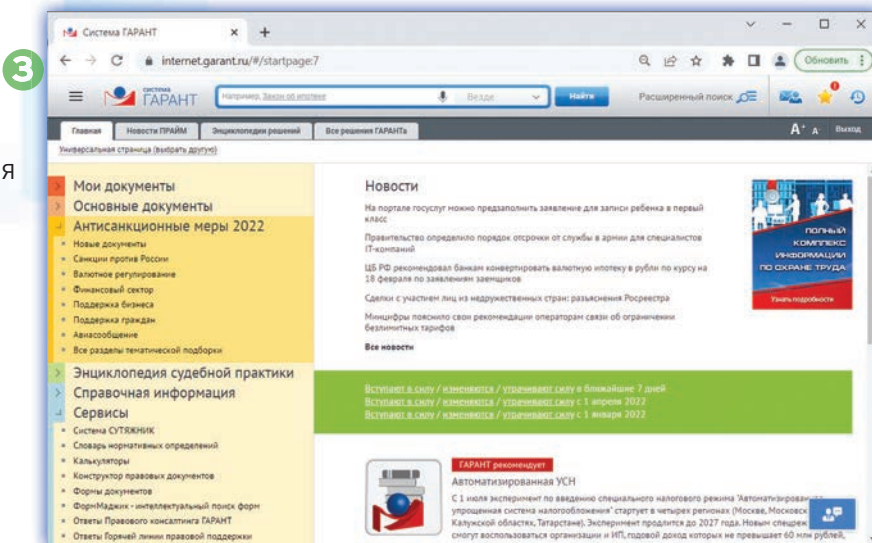 3
я
Система ГАРАНТ
internet.garant.ru/#/startpage:7
Обновить
СИСТЕМА
ГАРАНТ
Например, Закон об ипотеке
Везде
Найти
Расширенный поиск
Главная
Новости ПРАЙМ
Энциклопедия решений
Все решения ГАРАНТа
А+ А-
Выход
Универсальная страница (выбрать другую)
Мои документы
Основные документы
Антисанкционные меры 2022
Новые документы
Санкции против России
Валютное регулирование
Финансовый сектор
Поддержка бизнеса
Поддержка граждан
Авиасообщение
Все разделы тематической подборки
Энциклопедия судебной практики
Справочная информация
Сервисы
Система СУТЯЖНИК
Словарь нормативных определений
Калькуляторы
Конструктор правовых документов
Формы документов
ФормМаджик - интеллектуальный поиск форм
Ответы Правового консалтинга ГАРАНТ
Ответы Горячей линии правовой поддержки
Новости
На портале госуслуг можно предзаполнить заявление для записи ребенка в первый
класс
Правительство определило порядок отсрочки от службы в армии для специалистов
IT-компаний
ЦБ РФ рекомендовал банкам конвертировать валютную ипотеку в рубли по курсу на
18 февраля по заявлениям заемщиков
Сделки с участием лиц из недружественных стран: разъяснения Росреестра
Минцифры пояснило свои рекомендации операторам связи об ограничении
безлимитных тарифов
Все новости
ПОЛНЫЙ
КОМПЛЕКС
ИНФОРМАЦИИ
ПО ОХРАНЕ ТРУДА
Узнать подробности
Вступают в силу / изменяются / утрачивают силу в ближайшие 7 дней
Вступают в силу / изменяются / утрачивают силу с 1 апреля 2022
Вступают в силу / изменяются / утрачивают силу с 1 января 2022
ГАРАНТ рекомендует
Автоматизированная УСН
С 1 июля эксперимент по введению специального налогового режима "Автоматизированная
упрощенная система налогообложения" стартует в четырех регионах (Москве, Московск
Калужской областях, Татарстане). Эксперимент продлится до 2027 года. Новым спецреж
смогут воспользоваться организации и ИП, годовой доход которых не превышает 60 млн рублей,